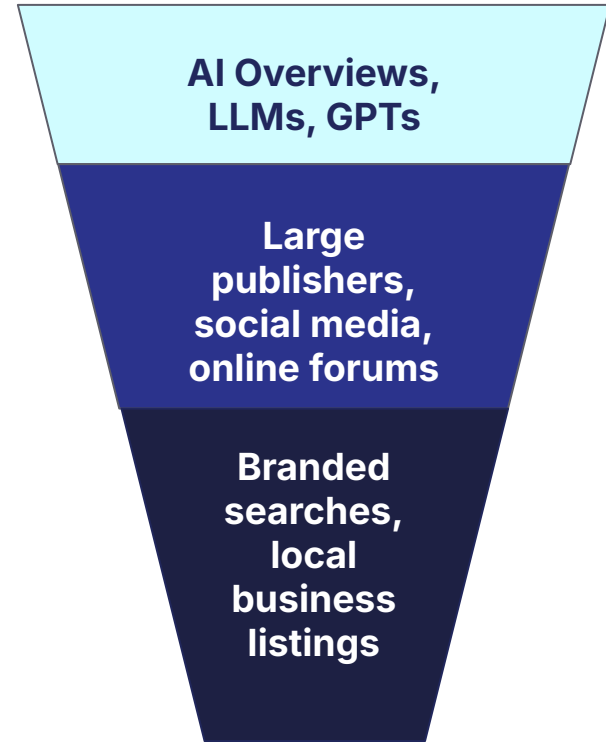 AI Overviews,
LLMs, GPTs
Large
publishers,
social media,
online forums
Branded
searches,
local
business
listings